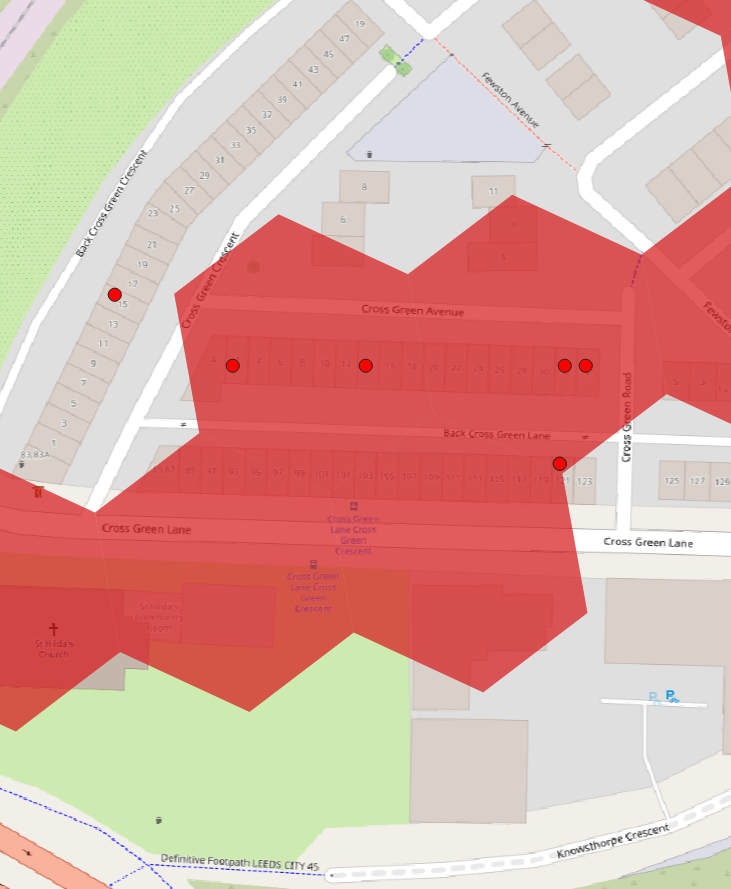 19
47
45
43
41
39
37
35
33
31
29
27
25
23
21
19
17
15
13
11
9
7
5
3
1
83/83A
Back Cross Green Crescent
Cross Green Crescent
Fewston Avenue
8
6
11
Cross Green Avenue
4
6
8
10
12
16
18
20
22
24
26
28
30
Back Cross Green Lane
Cross Green Road
Fewsto
5
3
91
93
95
97
99
101
103
105
107
109
111
117
119
121
123
125
127
129
Cross Green
Lane Cross
Green
Crescent
Cross Green Lane
Cross Green Lane
Cross Green
Lane Cross
Green
Crescent
St Hilda's
Community
Room
St Hilda's
Church
P
P
Knowsthorpe Crescent
Definitive Footpath LEEDS CITY 45